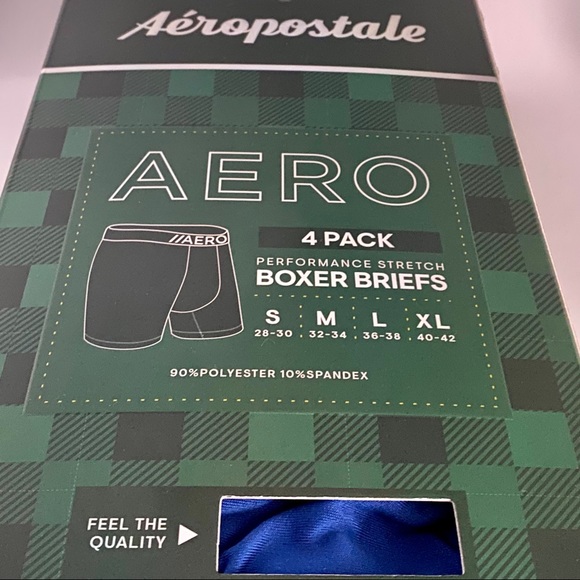 Aéropostale
AERO
//AERO
4 PACK
PERFORMANCE STRETCH
BOXER BRIEFS
S M L XL
28-30 32-34 36-38 40-42
90%POLYESTER 10%SPANDEX
FEEL THE
QUALITY